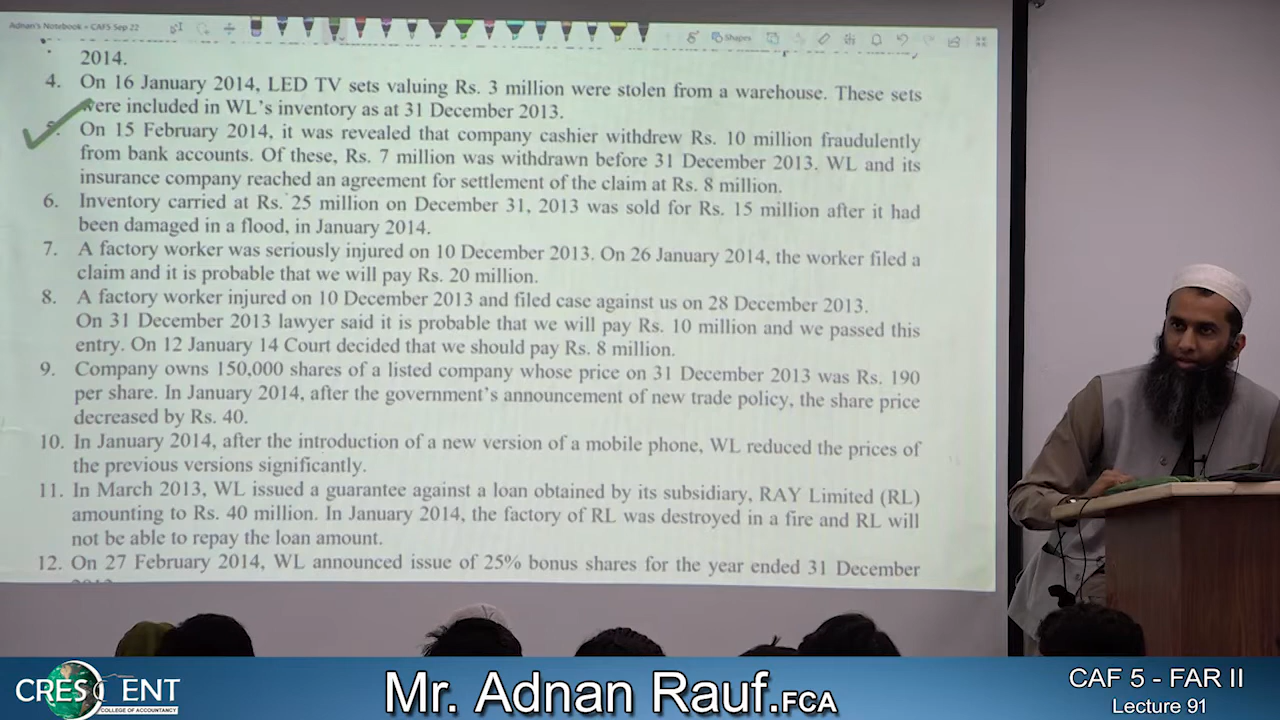 Adnan's Notebook » CAF5 Sep 22
Shapes
2014.
4. On 16 January 2014, LED TV sets valuing Rs. 3 million were stolen from a warehouse. These sets
were included in WL's inventory as at 31 December 2013.
On 15 February 2014, it was revealed that company cashier withdrew Rs. 10 million fraudulently
from bank accounts. Of these, Rs. 7 million was withdrawn before 31 December 2013. WL and its
insurance company reached an agreement for settlement of the claim at Rs. 8 million.
6. Inventory carried at Rs. 25 million on December 31, 2013 was sold for Rs. 15 million after it had
been damaged in a flood, in January 2014.
7. A factory worker was seriously injured on 10 December 2013. On 26 January 2014, the worker filed a
claim and it is probable that we will pay Rs. 20 million.
8. A factory worker injured on 10 December 2013 and filed case against us on 28 December 2013.
On 31 December 2013 lawyer said it is probable that we will pay Rs. 10 million and we passed this
entry. On 12 January 14 Court decided that we should pay Rs. 8 million.
9. Company owns 150,000 shares of a listed company whose price on 31 December 2013 was Rs. 190
per share. In January 2014, after the government's announcement of new trade policy, the share price
decreased by Rs. 40.
10. In January 2014, after the introduction of a new version of a mobile phone, WL reduced the prices of
the previous versions significantly.
11. In March 2013, WL issued a guarantee against a loan obtained by its subsidiary, RAY Limited (RL)
amounting to Rs. 40 million. In January 2014, the factory of RL was destroyed in a fire and RL will
not be able to repay the loan amount.
12. On 27 February 2014, WL announced issue of 25% bonus shares for the year ended 31 December
CRESCENT
COLLEGE OF ACCOUNTANCY
Mr. Adnan Rauf.FCA
CAF 5 - FAR II
Lecture 91